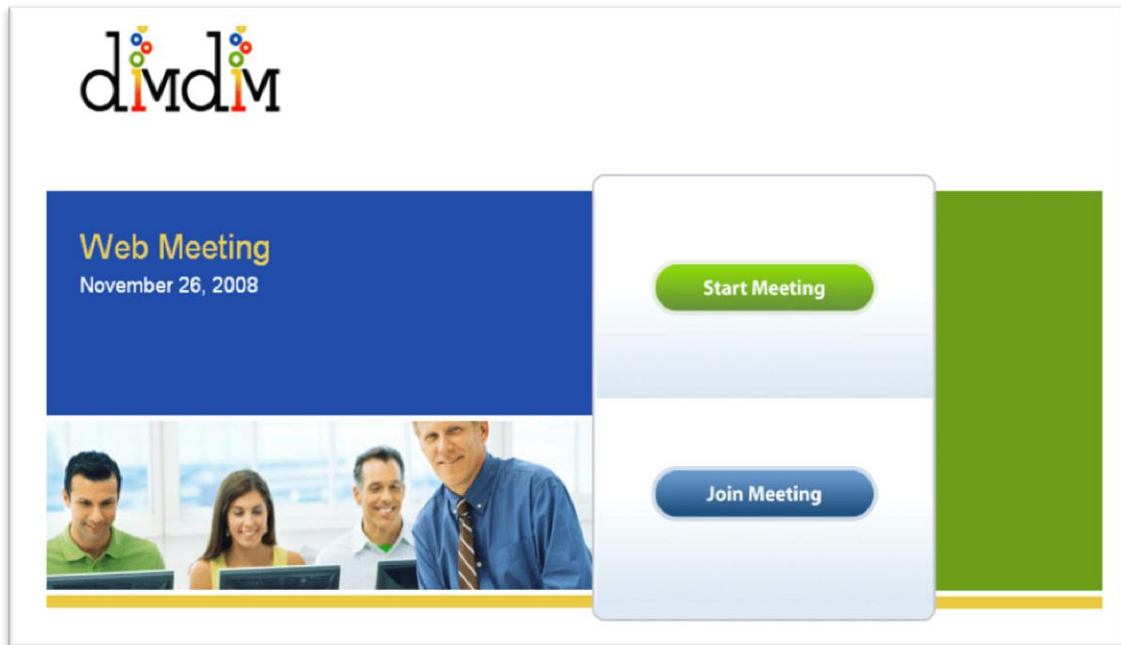 dimdim
Web Meeting
November 26, 2008
Start Meeting
Join Meeting